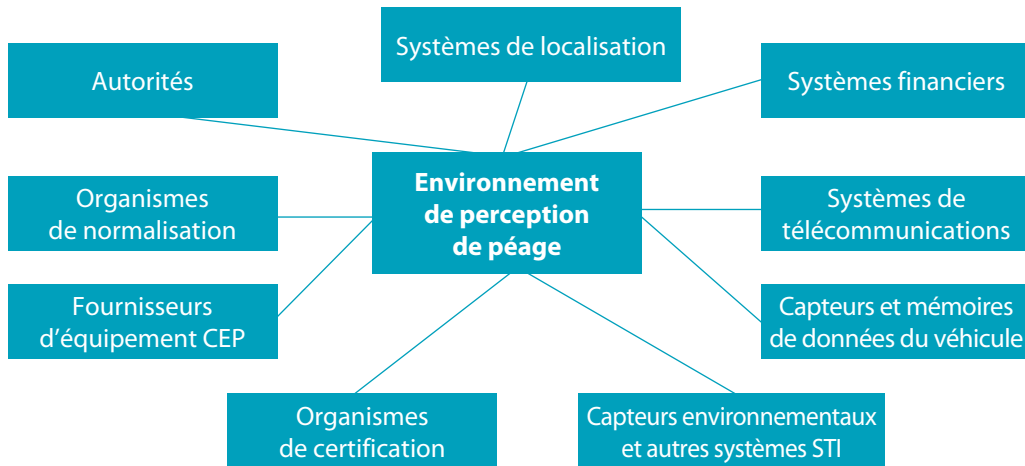 Systèmes de localisation
Autorités
Systèmes financiers
Environnement
de perception
de péage
Organismes
de normalisation
Systèmes de
télécommunications
Fournisseurs
d'équipement CEP
Capteurs et mémoires
de données du véhicule
Organismes
de certification
Capteurs environnementaux
et autres systèmes STI